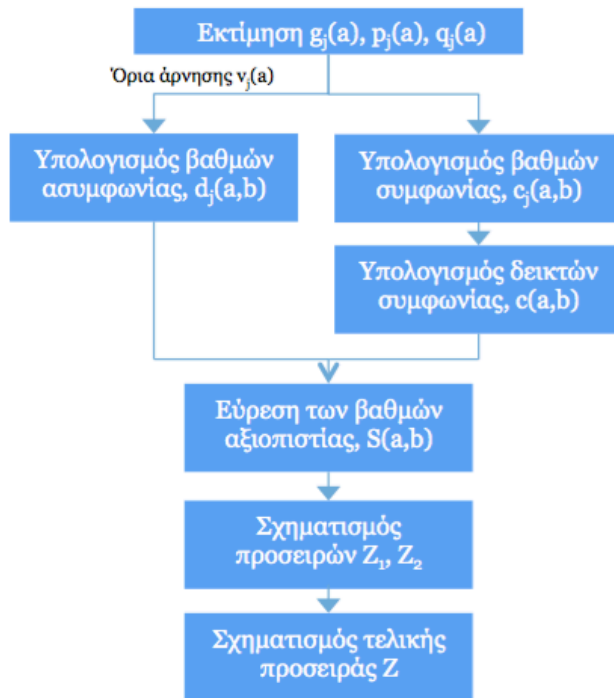 Εκτίμηση gⱼ(a), pⱼ(a), qⱼ(a)
Όρια άρνησης vⱼ(a)
Υπολογισμός βαθμών
ασυμφωνίας, dⱼ(a,b)
Υπολογισμός βαθμών
συμφωνίας, cⱼ(a,b)
Υπολογισμός δεικτών
συμφωνίας, c(a,b)
Εύρεση των βαθμών
αξιοπιστίας, S(a,b)
Σχηματισμός
προσειρών Z₁, Z₂
Σχηματισμός τελικής
προσειράς Z